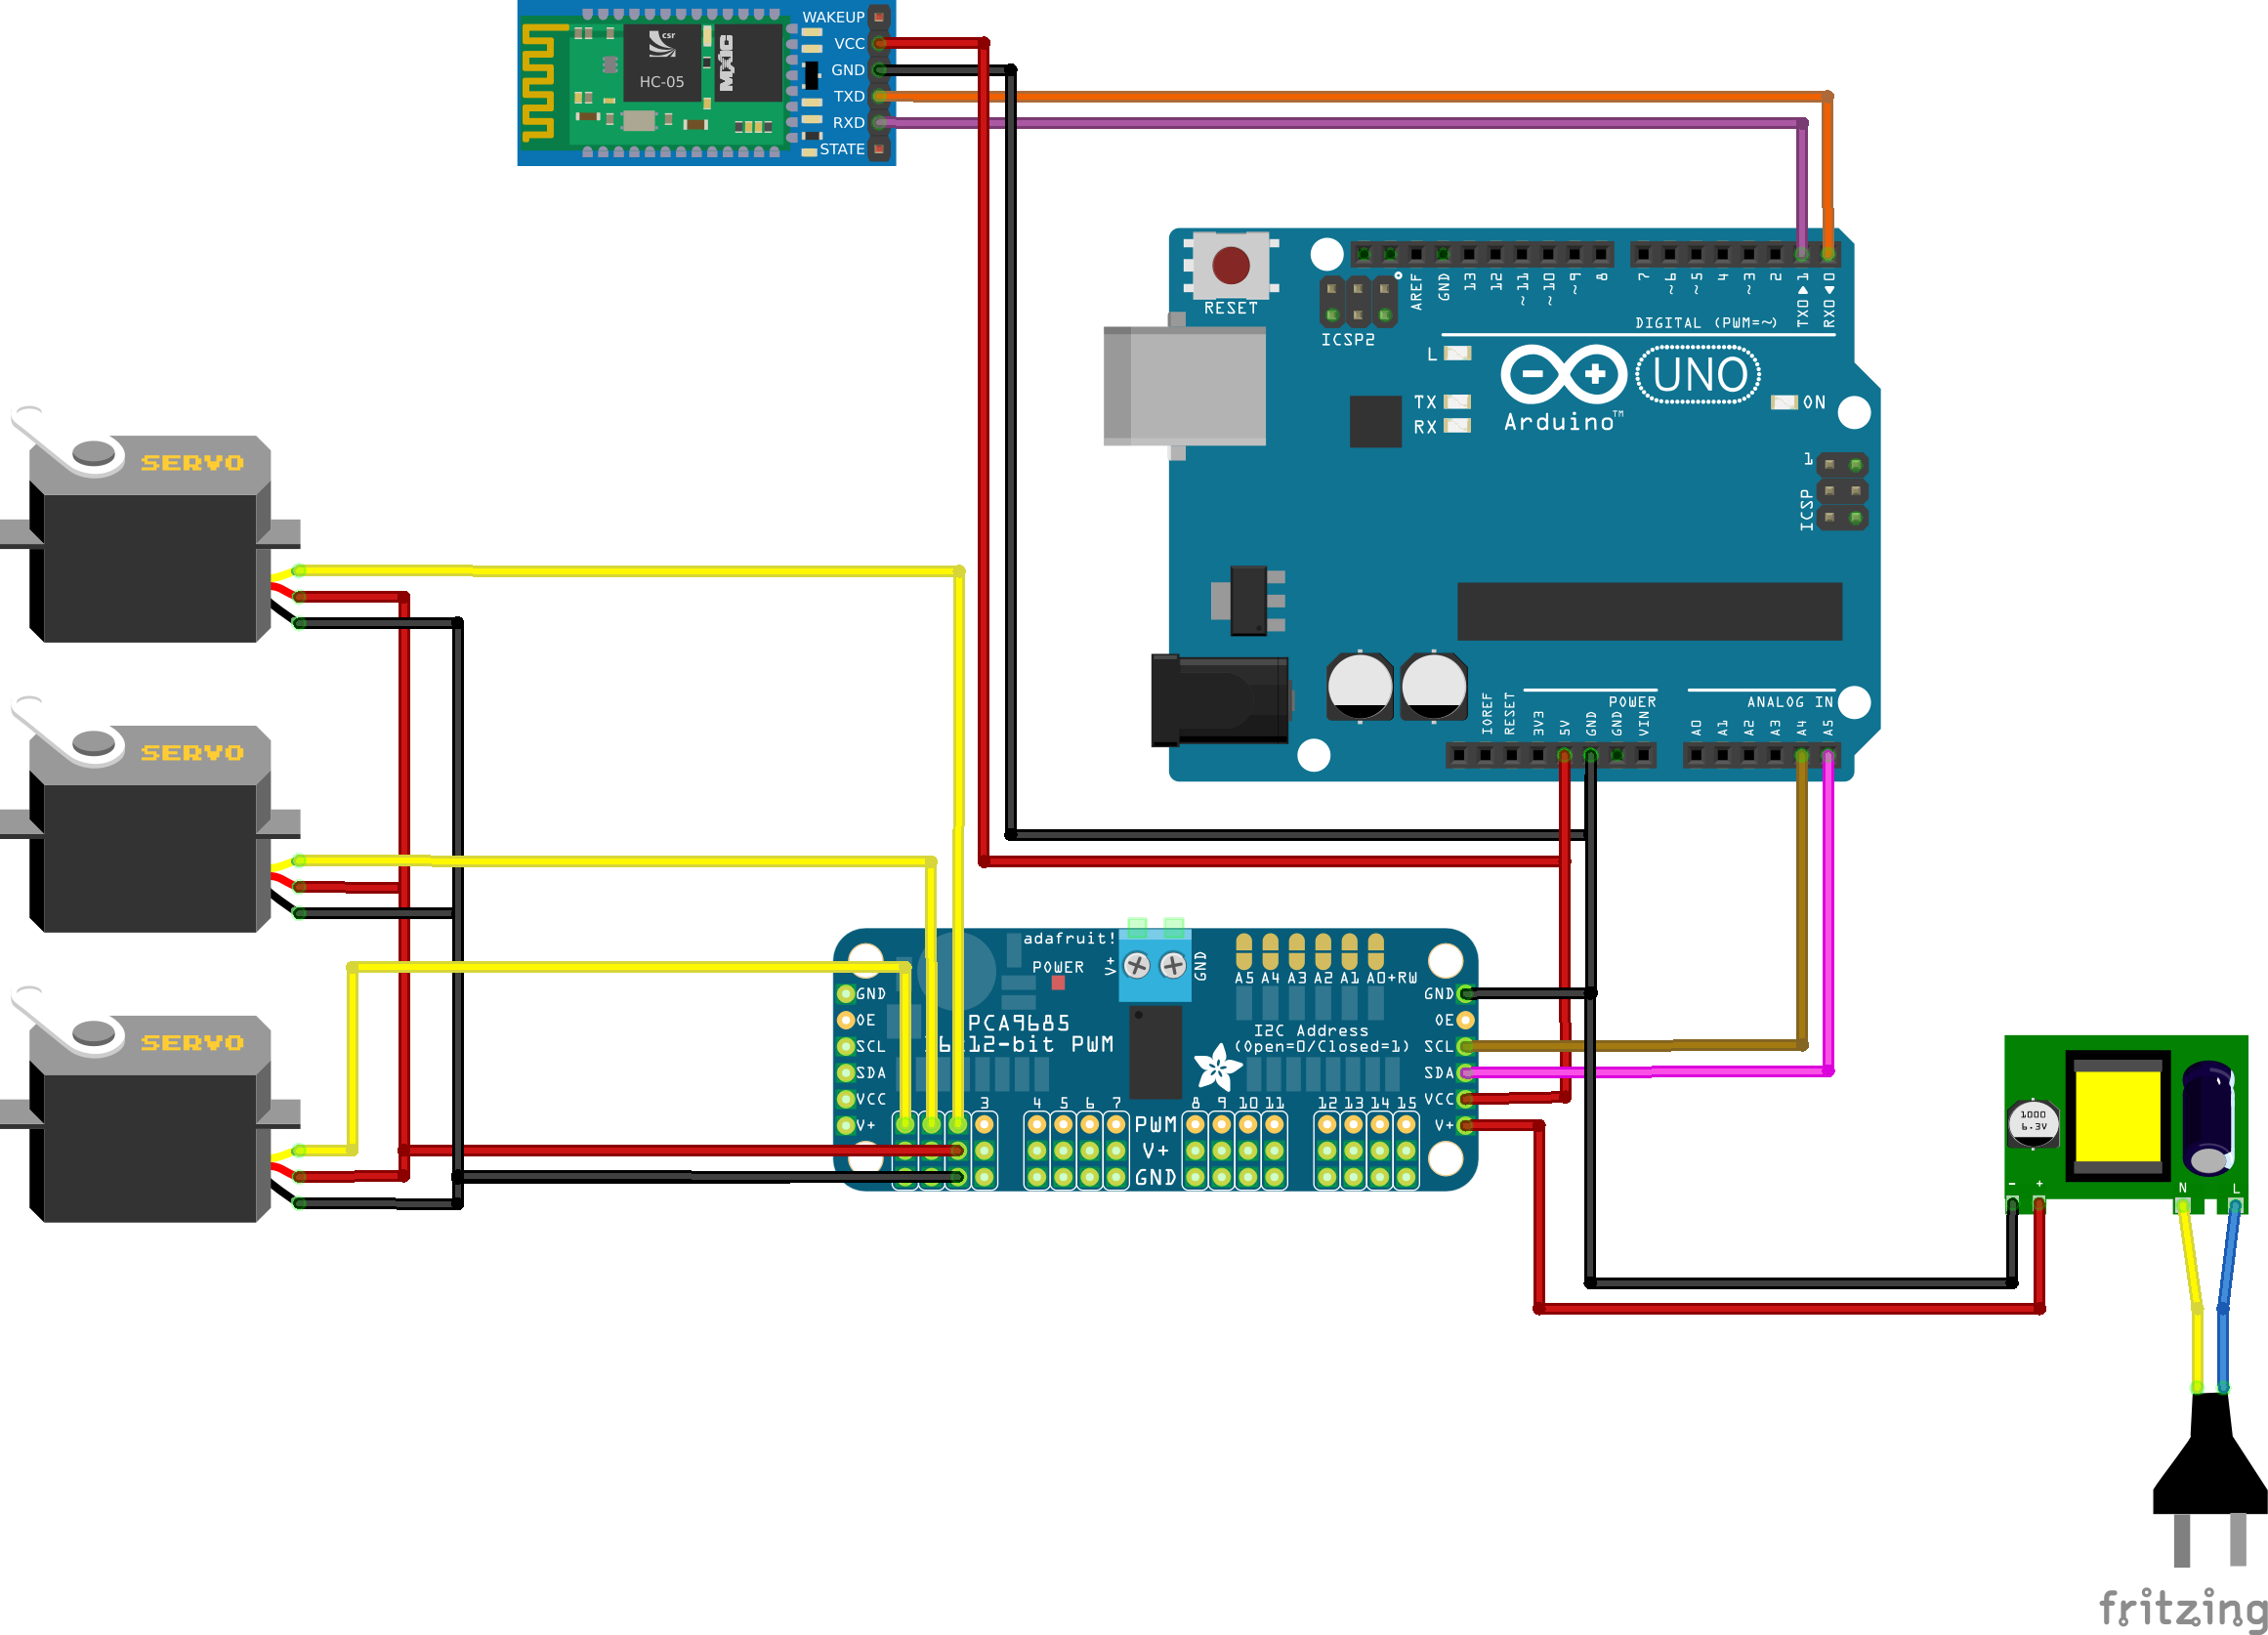 WAKEUP
VCC
GND
TXD
RXD
STATE
csr
HC-05
MXIC
RESET
ICSP2
AREF
GND
13
12
~11
~10
~9
8
7
~6
~5
4
~3
2
TX0 ▶ 1
RX0 ◀ 0
DIGITAL (PWM=~)
L
TX
RX
Arduino™
UNO
ON
1
ICSP
IOREF
RESET
3V3
5V
GND
GND
VIN
POWER
ANALOG IN
A0
A1
A2
A3
A4
A5
SERVO
SERVO
SERVO
adafruit!
POWER
V+
GND
A5 A4 A3 A2 A1 A0+RW
GND
OE
SCL
SDA
VCC
V+
PCA9685
16x12-bit PWM
I2C Address
(Open=0/Closed=1)
GND
OE
SCL
SDA
VCC
V+
3
4 5 6 7
8 9 10 11
12 13 14 15
PWM
V+
GND
1000
6.3V
- +
N
L
fritzing